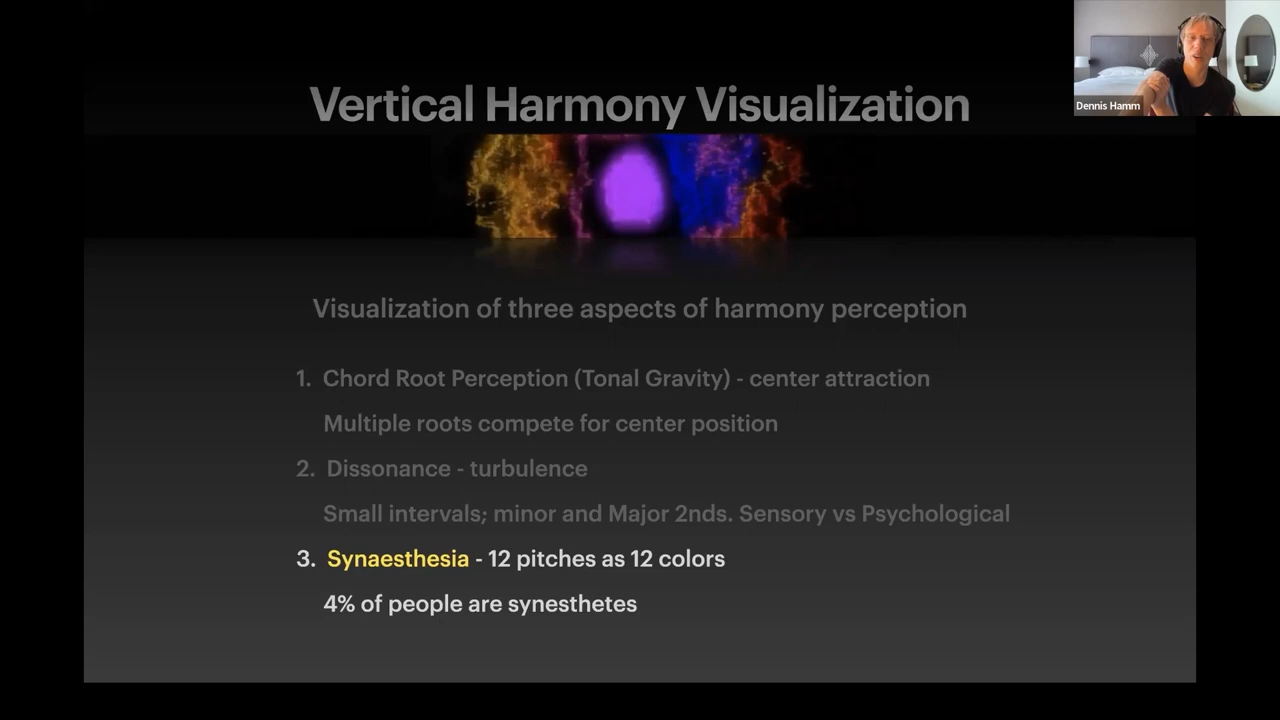 Vertical Harmony Visualization
Dennis Hamm
Visualization of three aspects of harmony perception
1. Chord Root Perception (Tonal Gravity) - center attraction
Multiple roots compete for center position
2. Dissonance - turbulence
Small intervals; minor and Major 2nds. Sensory vs Psychological
3. Synaesthesia - 12 pitches as 12 colors
4% of people are synesthetes